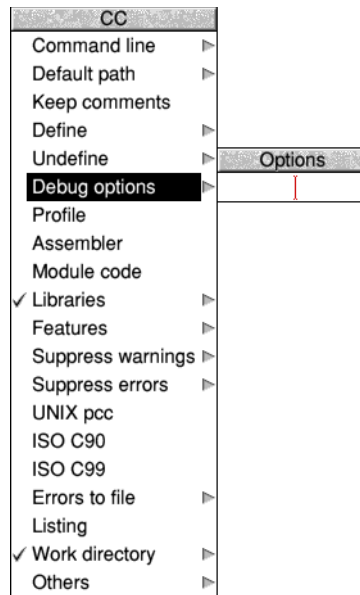 CC
Command line
Default path
Keep comments
Define
Undefine
Options
Debug options
Profile
Assembler
Module code
✓ Libraries
Features
Suppress warnings
Suppress errors
UNIX pcc
ISO C90
ISO C99
Errors to file
Listing
✓ Work directory
Others